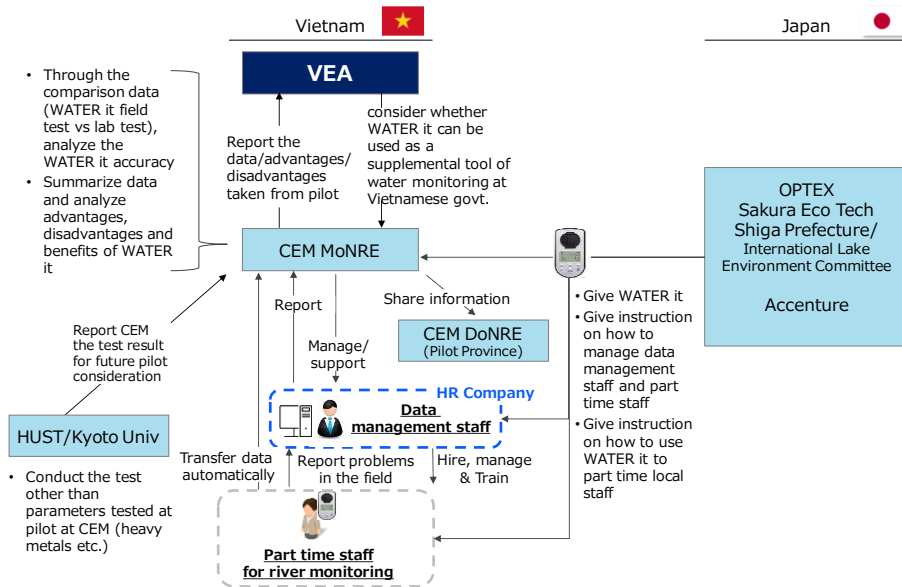 Vietnam
Japan
• Through the
comparison data
(WATER it field
test vs lab test),
analyze the
WATER it accuracy
• Summarize data
and analyze
advantages,
disadvantages and
benefits of WATER
it
VEA
Report the
data/advantages/
disadvantages
taken from pilot
consider whether
WATER it can be
used as a
supplemental tool of
water monitoring at
Vietnamese govt.
OPTEX
Sakura Eco Tech
Shiga Prefecture/
International Lake
Environment Committee
Accenture
CEM MoNRE
Report
Share information
Manage/
support
CEM DoNRE
(Pilot Province)
• Give WATER it
• Give instruction
on how to
manage data
management
staff and part
time staff
• Give instruction
on how to use
WATER it to
part time local
staff
Report CEM
the test result
for future pilot
consideration
HR Company
Data
management staff
HUST/Kyoto Univ
• Conduct the test
other than
parameters tested at
pilot at CEM (heavy
metals etc.)
Transfer data
automatically
Report problems
in the field
Hire, manage
& Train
Part time staff
for river monitoring